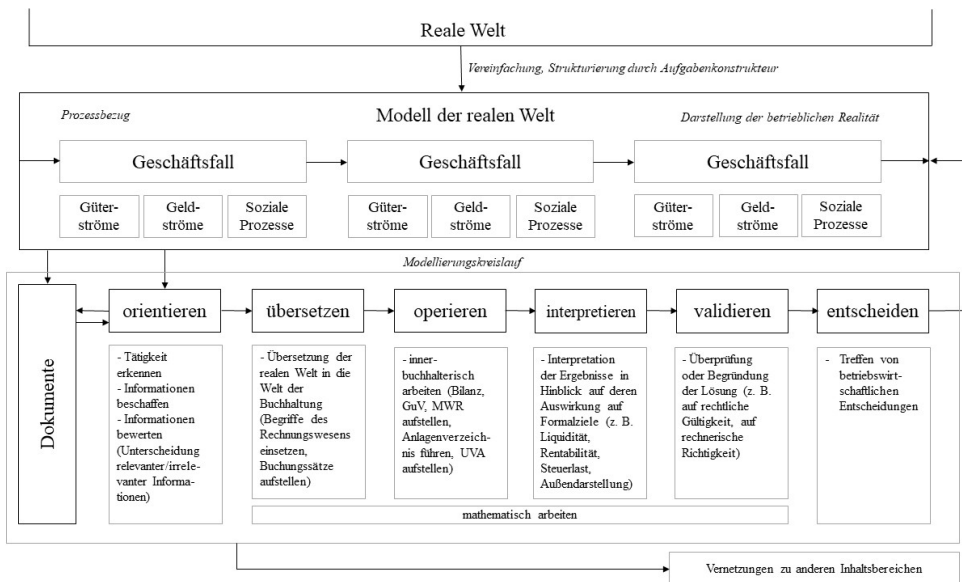 Reale Welt
Vereinfachung, Strukturierung durch Aufgabenkonstrukteur
Prozessbezug
Modell der realen Welt
Darstellung der betrieblichen Realität
Geschäftsfall
Geschäftsfall
Geschäftsfall
Güter-
ströme
Geld-
ströme
Soziale
Prozesse
Güter-
ströme
Geld-
ströme
Soziale
Prozesse
Güter-
ströme
Geld-
ströme
Soziale
Prozesse
Modellierungskreislauf
Dokumente
orientieren
übersetzen
operieren
interpretieren
validieren
entscheiden
- Tätigkeit
erkennen
- Informationen
beschaffen
- Informationen
bewerten
(Unterscheidung
relevanter/irrele-
vanter Informa-
tionen)
- Übersetzung der
realen Welt in die
Welt der
Buchhaltung
(Begriffe des
Rechnungswesens
einsetzen,
Buchungssätze
aufstellen)
- inner-
buchhalterisch
arbeiten (Bilanz,
GuV, MWR
aufstellen,
Anlagenverzeich-
nis führen, UVA
aufstellen)
- Interpretation
der Ergebnisse in
Hinblick auf deren
Auswirkung auf
Formalziele (z. B.
Liquidität,
Rentabilität,
Steuerlast,
Außendarstellung)
- Überprüfung
oder Begründung
der Lösung (z. B.
auf rechtliche
Gültigkeit, auf
rechnerische
Richtigkeit)
- Treffen von
betriebswirt-
schaftlichen
Entscheidungen
mathematisch arbeiten
Vernetzungen zu anderen Inhaltsbereichen